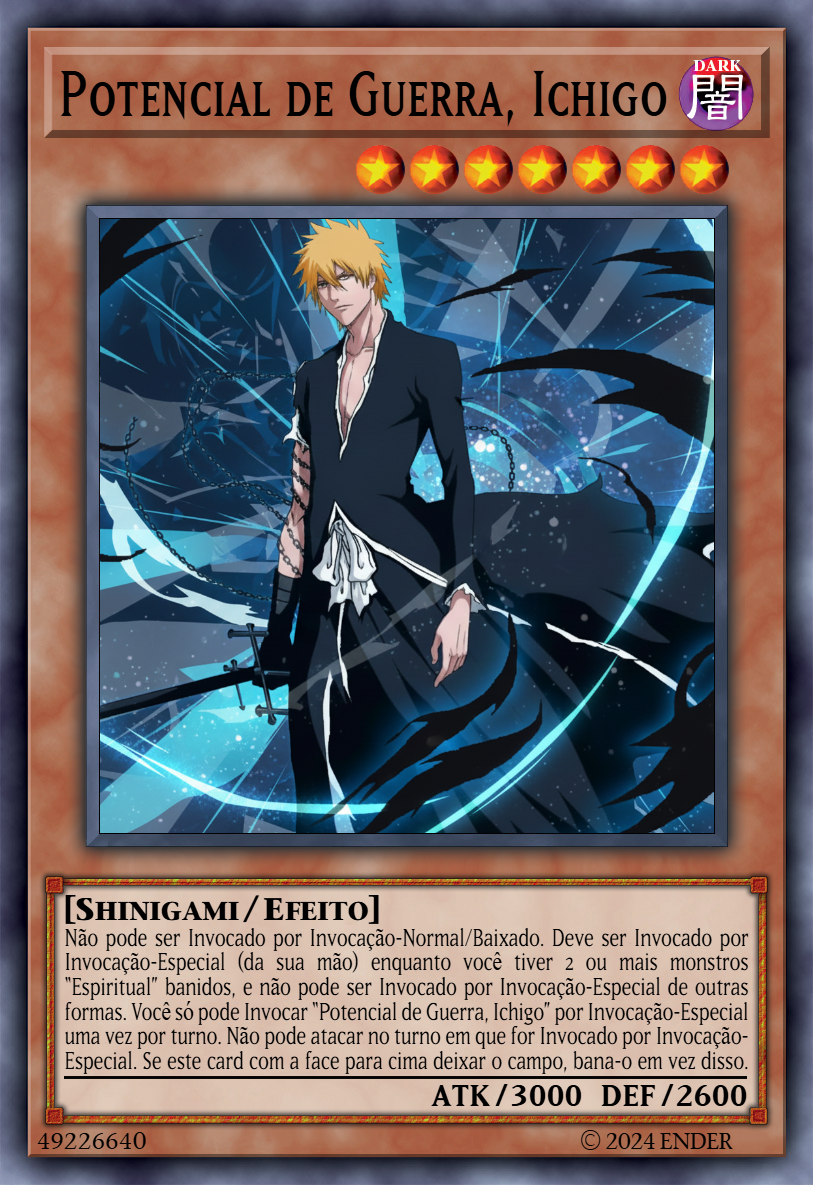 Potencial de Guerra, Ichigo
DARK
闇
[Shinigami/Efeito]
Não pode ser Invocado por Invocação-Normal/Baixado. Deve ser Invocado por
Invocação-Especial (da sua mão) enquanto você tiver 2 ou mais monstros
"Espiritual" banidos, e não pode ser Invocado por Invocação-Especial de outras
formas. Você só pode Invocar "Potencial de Guerra, Ichigo" por Invocação-Especial
uma vez por turno. Não pode atacar no turno em que for Invocado por Invocação-
Especial. Se este card com a face para cima deixar o campo, bana-o em vez disso.
ATK/3000 DEF/2600
49226640
© 2024 ENDER